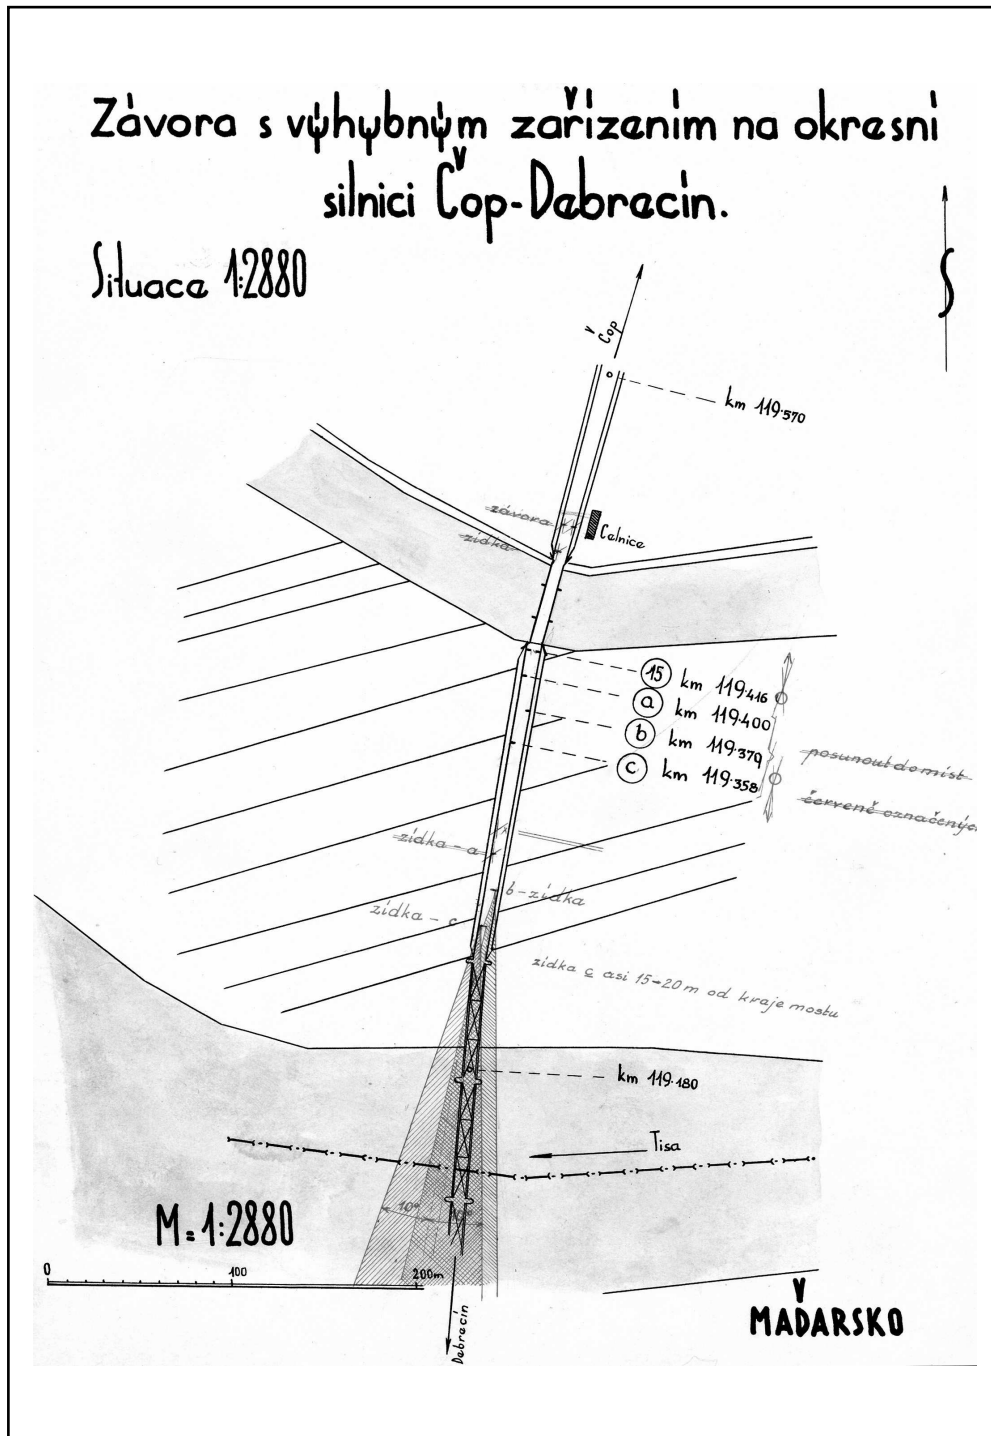 Závora s výhybným zařízením na okresní
silnici Čop-Debrecín.
Situace 1:2880
S
Čop
km 119.570
závora
zídka
Celnice
15 km 119.416
a km 119.400
b km 119.379
c km 119.358
posunout do míst
červeně označených
zídka - a
b - zídka
zídka - c
zídka c asi 15-20 m od kraje mostu
km 119.180
Tisa
10° 10°
M = 1:2880
0 100 200m
Debrecín
MAĎARSKO